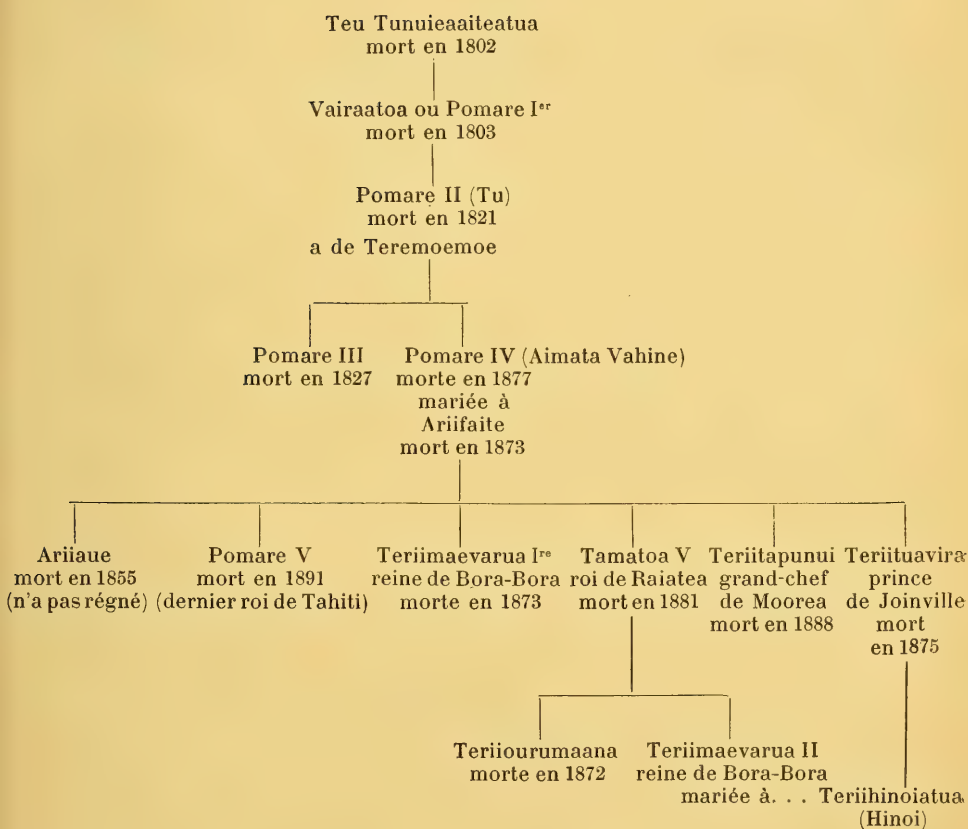 Teu Tunuieaaiteatua
mort en 1802
Vairaatoa ou Pomare Iᵉʳ
mort en 1803
Pomare II (Tu)
mort en 1821
a de Teremoemoe
Pomare III
mort en 1827
Pomare IV (Aimata Vahine)
morte en 1877
mariée à
Ariifaite
mort en 1873
Ariiaue
mort en 1855
(n'a pas régné)
Pomare V
mort en 1891
(dernier roi de Tahiti)
Teriimaevarua Iʳᵉ
reine de Bora-Bora
morte en 1873
Tamatoa V
roi de Raiatea
mort en 1881
Teriitapunui
grand-chef
de Moorea
mort en 1888
Teriituavira
prince
de Joinville
mort
en 1875
Teriiourumaana
morte en 1872
Teriimaevarua II
reine de Bora-Bora
mariée à. . . Teriihinoiatua
(Hinoi)